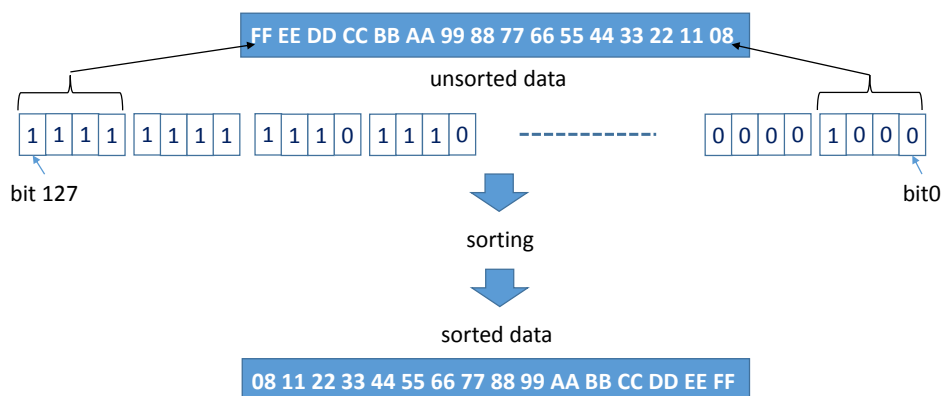 FF EE DD CC BB AA 99 88 77 66 55 44 33 22 11 08
unsorted data
1 1 1 1 1 1 1 1 1 1 1 0 1 1 1 0 0 0 0 0 1 0 0 0
bit 127 bit0
sorting
sorted data
08 11 22 33 44 55 66 77 88 99 AA BB CC DD EE FF